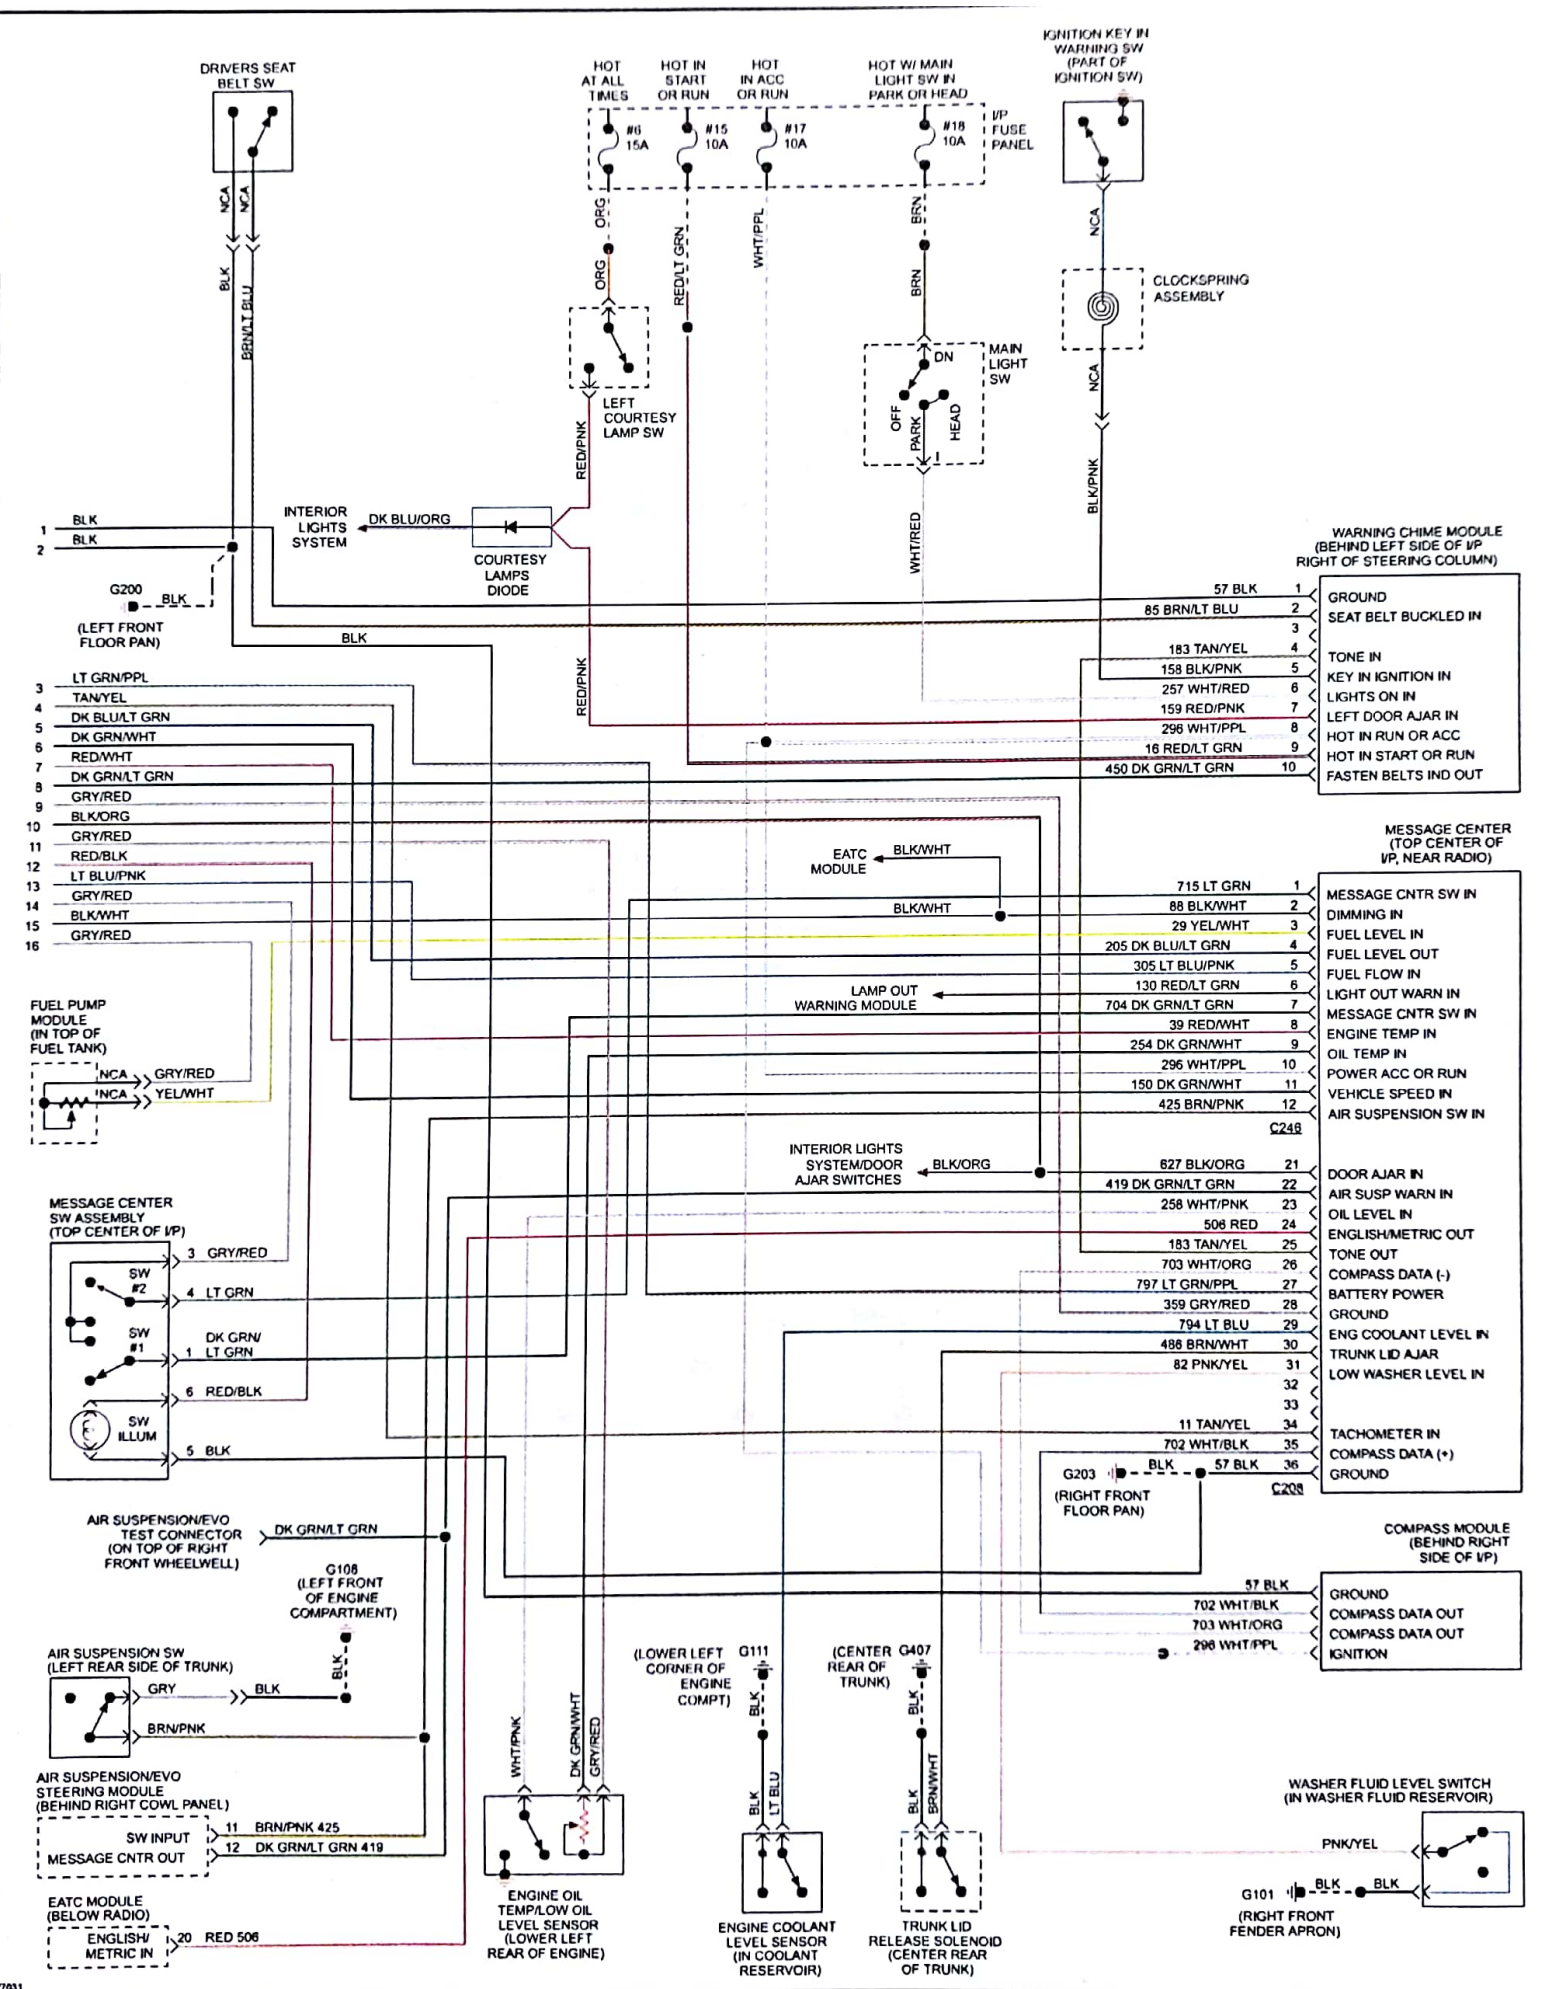 DRIVERS SEAT
BELT SW
NCA
NCA
BLK
BRN/LT BLU
HOT
AT ALL
TIMES
HOT IN
START
OR RUN
HOT
IN ACC
OR RUN
HOT W/ MAIN
LIGHT SW IN
PARK OR HEAD
#6
15A
#15
10A
#17
10A
#18
10A
I/P
FUSE
PANEL
IGNITION KEY IN
WARNING SW
(PART OF
IGNITION SW)
ORG
ORG
RED/LT GRN
WHT/PPL
BRN
BRN
NCA
CLOCKSPRING
ASSEMBLY
NCA
BLK/PNK
LEFT
COURTESY
LAMP SW
RED/PNK
MAIN
LIGHT
SW
DN
OFF
PARK
HEAD
WHT/RED
INTERIOR
LIGHTS
SYSTEM
DK BLU/ORG
COURTESY
LAMPS
DIODE
RED/PNK
1 BLK
2 BLK
G200
BLK
(LEFT FRONT
FLOOR PAN)
BLK
3 LT GRN/PPL
4 TAN/YEL
5 DK BLU/LT GRN
6 DK GRN/WHT
7 RED/WHT
8 DK GRN/LT GRN
9 GRY/RED
10 BLK/ORG
11 GRY/RED
12 RED/BLK
13 LT BLU/PNK
14 GRY/RED
15 BLK/WHT
16 GRY/RED
WARNING CHIME MODULE
(BEHIND LEFT SIDE OF I/P
RIGHT OF STEERING COLUMN)
57 BLK 1 GROUND
85 BRN/LT BLU 2 SEAT BELT BUCKLED IN
3
183 TAN/YEL 4 TONE IN
158 BLK/PNK 5 KEY IN IGNITION IN
257 WHT/RED 6 LIGHTS ON IN
159 RED/PNK 7 LEFT DOOR AJAR IN
296 WHT/PPL 8 HOT IN RUN OR ACC
16 RED/LT GRN 9 HOT IN START OR RUN
450 DK GRN/LT GRN 10 FASTEN BELTS IND OUT
MESSAGE CENTER
(TOP CENTER OF
I/P, NEAR RADIO)
EATC
MODULE
BLK/WHT
BLK/WHT
715 LT GRN 1 MESSAGE CNTR SW IN
88 BLK/WHT 2 DIMMING IN
29 YEL/WHT 3 FUEL LEVEL IN
205 DK BLU/LT GRN 4 FUEL LEVEL OUT
305 LT BLU/PNK 5 FUEL FLOW IN
LAMP OUT
WARNING MODULE
130 RED/LT GRN 6 LIGHT OUT WARN IN
704 DK GRN/LT GRN 7 MESSAGE CNTR SW IN
39 RED/WHT 8 ENGINE TEMP IN
254 DK GRN/WHT 9 OIL TEMP IN
296 WHT/PPL 10 POWER ACC OR RUN
150 DK GRN/WHT 11 VEHICLE SPEED IN
425 BRN/PNK 12 AIR SUSPENSION SW IN
C246
INTERIOR LIGHTS
SYSTEM/DOOR
AJAR SWITCHES
BLK/ORG
627 BLK/ORG 21 DOOR AJAR IN
419 DK GRN/LT GRN 22 AIR SUSP WARN IN
258 WHT/PNK 23 OIL LEVEL IN
506 RED 24 ENGLISH/METRIC OUT
183 TAN/YEL 25 TONE OUT
703 WHT/ORG 26 COMPASS DATA (-)
797 LT GRN/PPL 27 BATTERY POWER
359 GRY/RED 28 GROUND
794 LT BLU 29 ENG COOLANT LEVEL IN
486 BRN/WHT 30 TRUNK LID AJAR
82 PNK/YEL 31 LOW WASHER LEVEL IN
32
33
11 TAN/YEL 34 TACHOMETER IN
702 WHT/BLK 35 COMPASS DATA (+)
G203 BLK 57 BLK 36 GROUND
(RIGHT FRONT
FLOOR PAN)
C208
COMPASS MODULE
(BEHIND RIGHT
SIDE OF I/P)
57 BLK GROUND
702 WHT/BLK COMPASS DATA OUT
703 WHT/ORG COMPASS DATA OUT
296 WHT/PPL IGNITION
FUEL PUMP
MODULE
(IN TOP OF
FUEL TANK)
NCA GRY/RED
NCA YEL/WHT
MESSAGE CENTER
SW ASSEMBLY
(TOP CENTER OF I/P)
3 GRY/RED
SW
#2
4 LT GRN
SW
#1
DK GRN/
1 LT GRN
6 RED/BLK
SW
ILLUM
5 BLK
AIR SUSPENSION/EVO
TEST CONNECTOR
(ON TOP OF RIGHT
FRONT WHEELWELL)
DK GRN/LT GRN
G108
(LEFT FRONT
OF ENGINE
COMPARTMENT)
BLK
AIR SUSPENSION SW
(LEFT REAR SIDE OF TRUNK)
GRY BLK
BRN/PNK
AIR SUSPENSION/EVO
STEERING MODULE
(BEHIND RIGHT COWL PANEL)
SW INPUT 11 BRN/PNK 425
MESSAGE CNTR OUT 12 DK GRN/LT GRN 419
EATC MODULE
(BELOW RADIO)
ENGLISH/
METRIC IN
20 RED 506
WHT/PNK
DK GRN/WHT
GRY/RED
ENGINE OIL
TEMP/LOW OIL
LEVEL SENSOR
(LOWER LEFT
REAR OF ENGINE)
(LOWER LEFT
CORNER OF
ENGINE
COMPT)
G111
BLK
BLK
LT BLU
ENGINE COOLANT
LEVEL SENSOR
(IN COOLANT
RESERVOIR)
(CENTER
REAR OF
TRUNK)
G407
BLK
BLK
BRN/WHT
TRUNK LID
RELEASE SOLENOID
(CENTER REAR
OF TRUNK)
WASHER FLUID LEVEL SWITCH
(IN WASHER FLUID RESERVOIR)
PNK/YEL
G101 BLK BLK
(RIGHT FRONT
FENDER APRON)